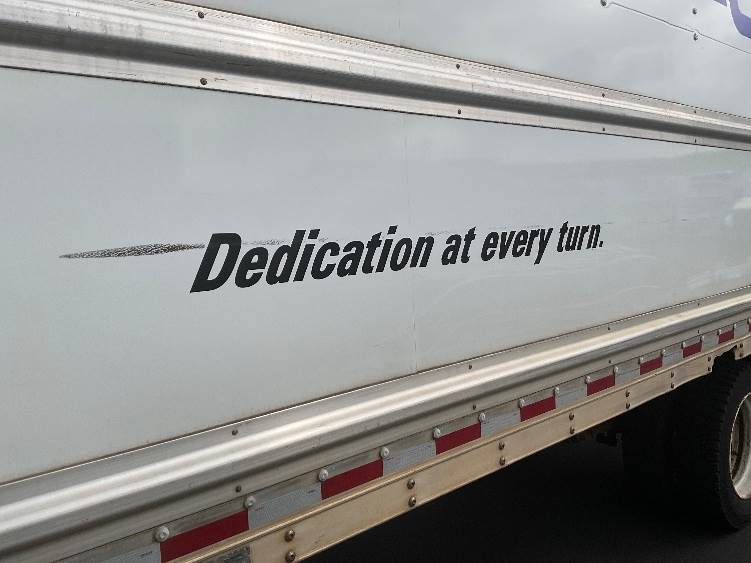 Dedication at every turn.